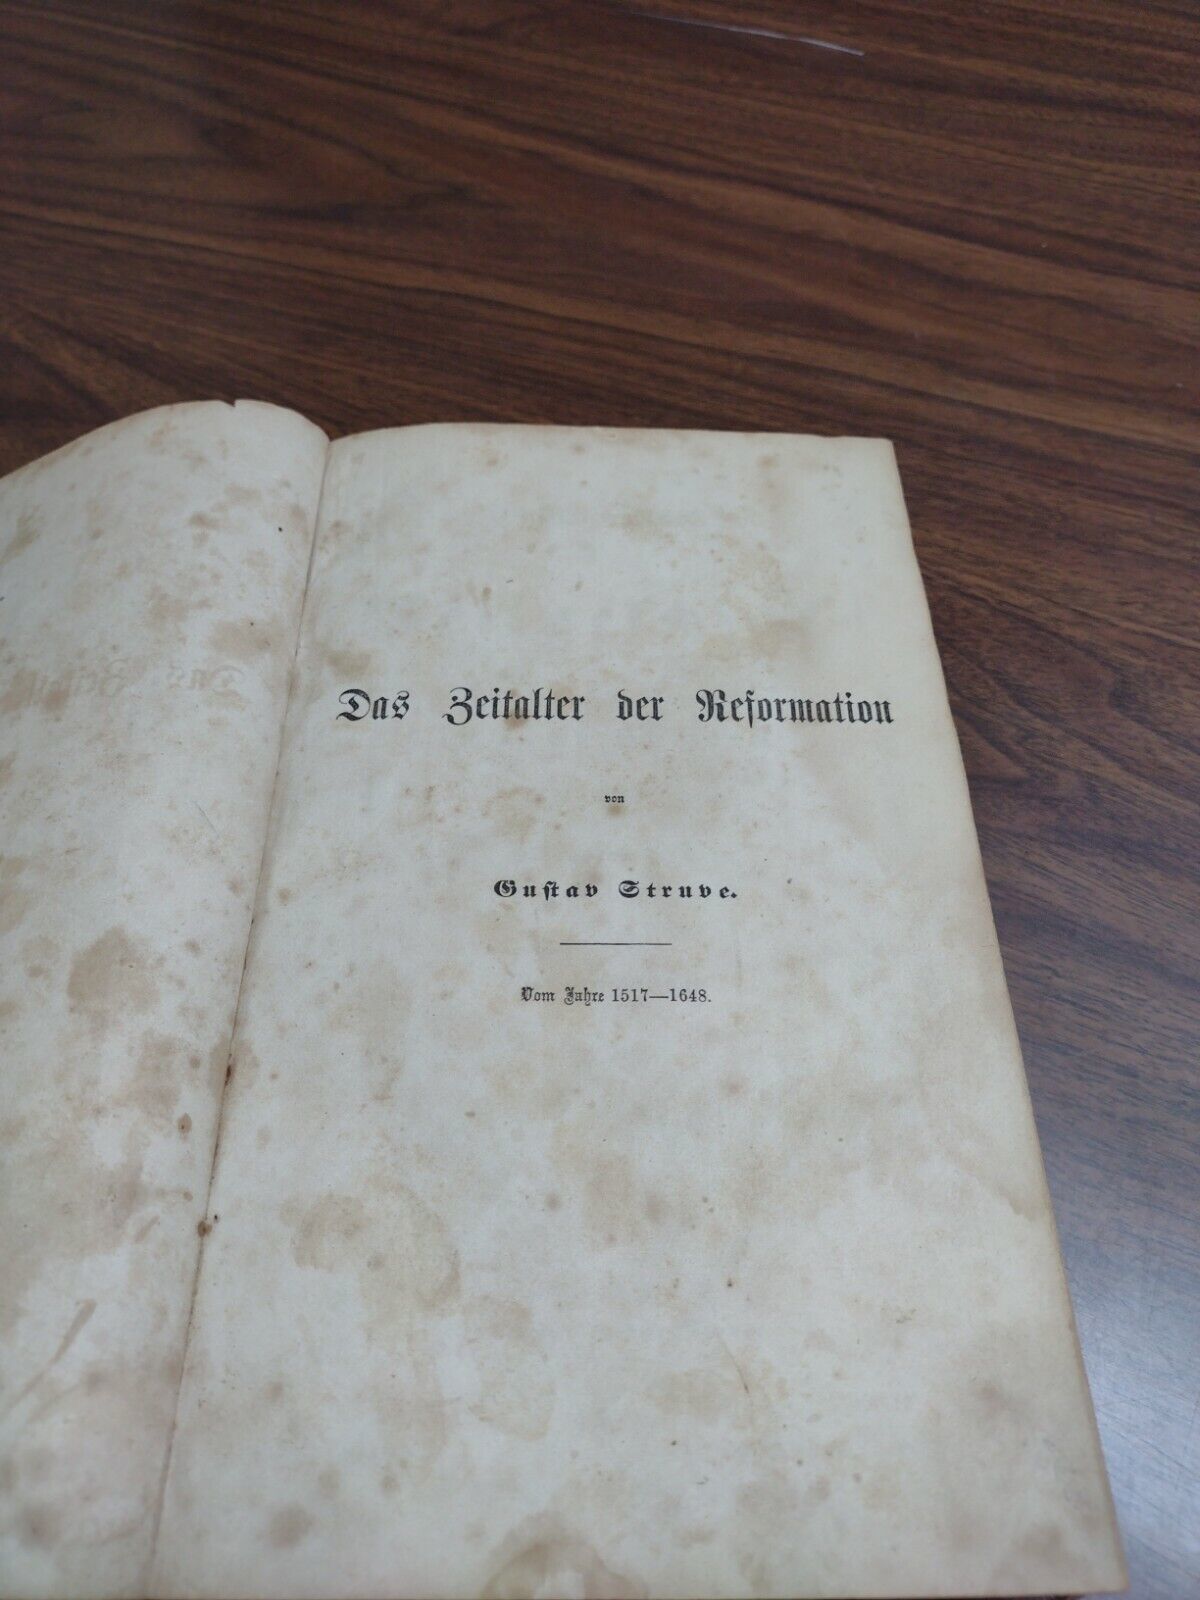 Das Zeitalter der Reformation
von
Gustav Struve.
Vom Jahre 1517—1648.